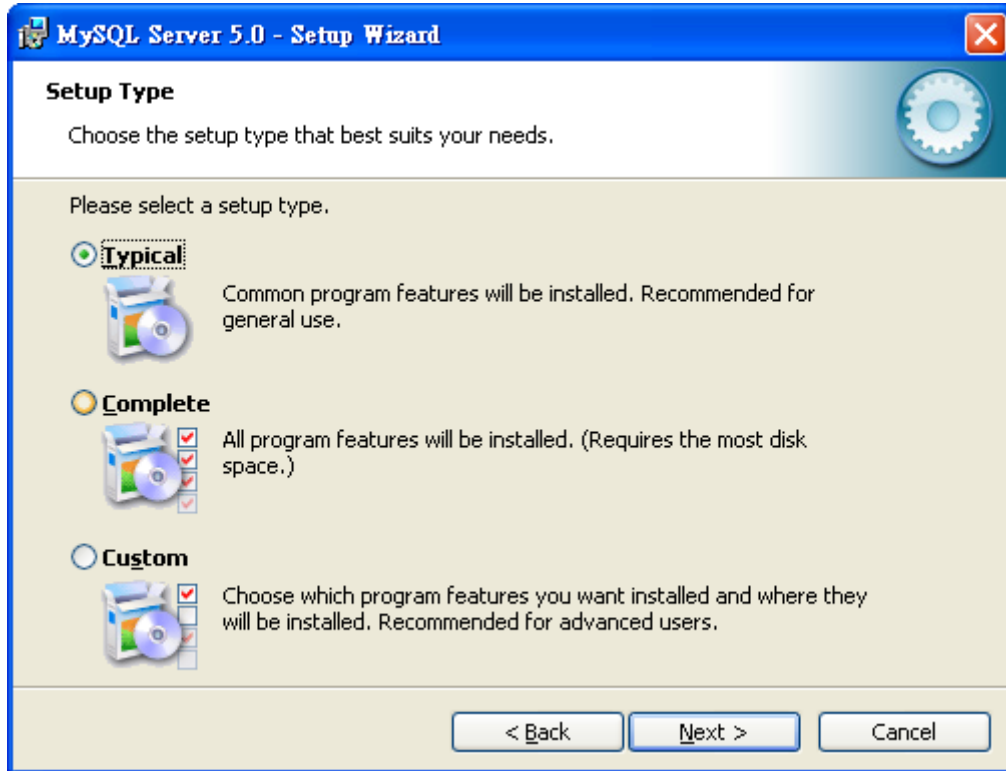 MySQL Server 5.0 - Setup Wizard
Setup Type
Choose the setup type that best suits your needs.
Please select a setup type.
Typical
Common program features will be installed. Recommended for
general use.
Complete
All program features will be installed. (Requires the most disk
space.)
Custom
Choose which program features you want installed and where they
will be installed. Recommended for advanced users.
< Back
Next >
Cancel